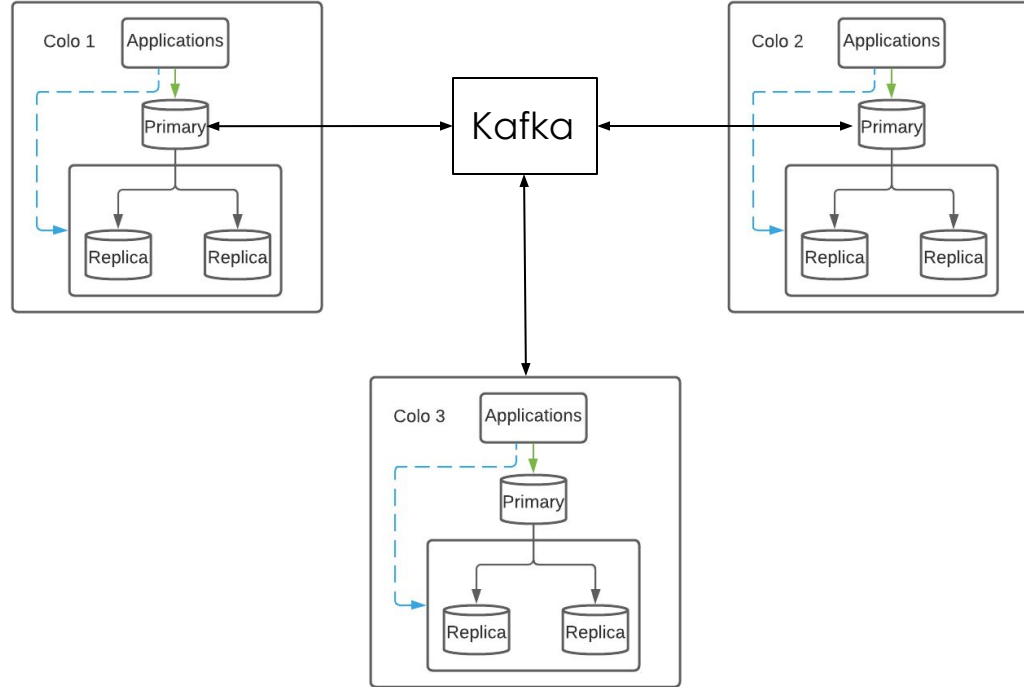 Colo 1
Applications
Primary
Replica
Replica
Kafka
Colo 2
Applications
Primary
Replica
Replica
Colo 3
Applications
Primary
Replica
Replica